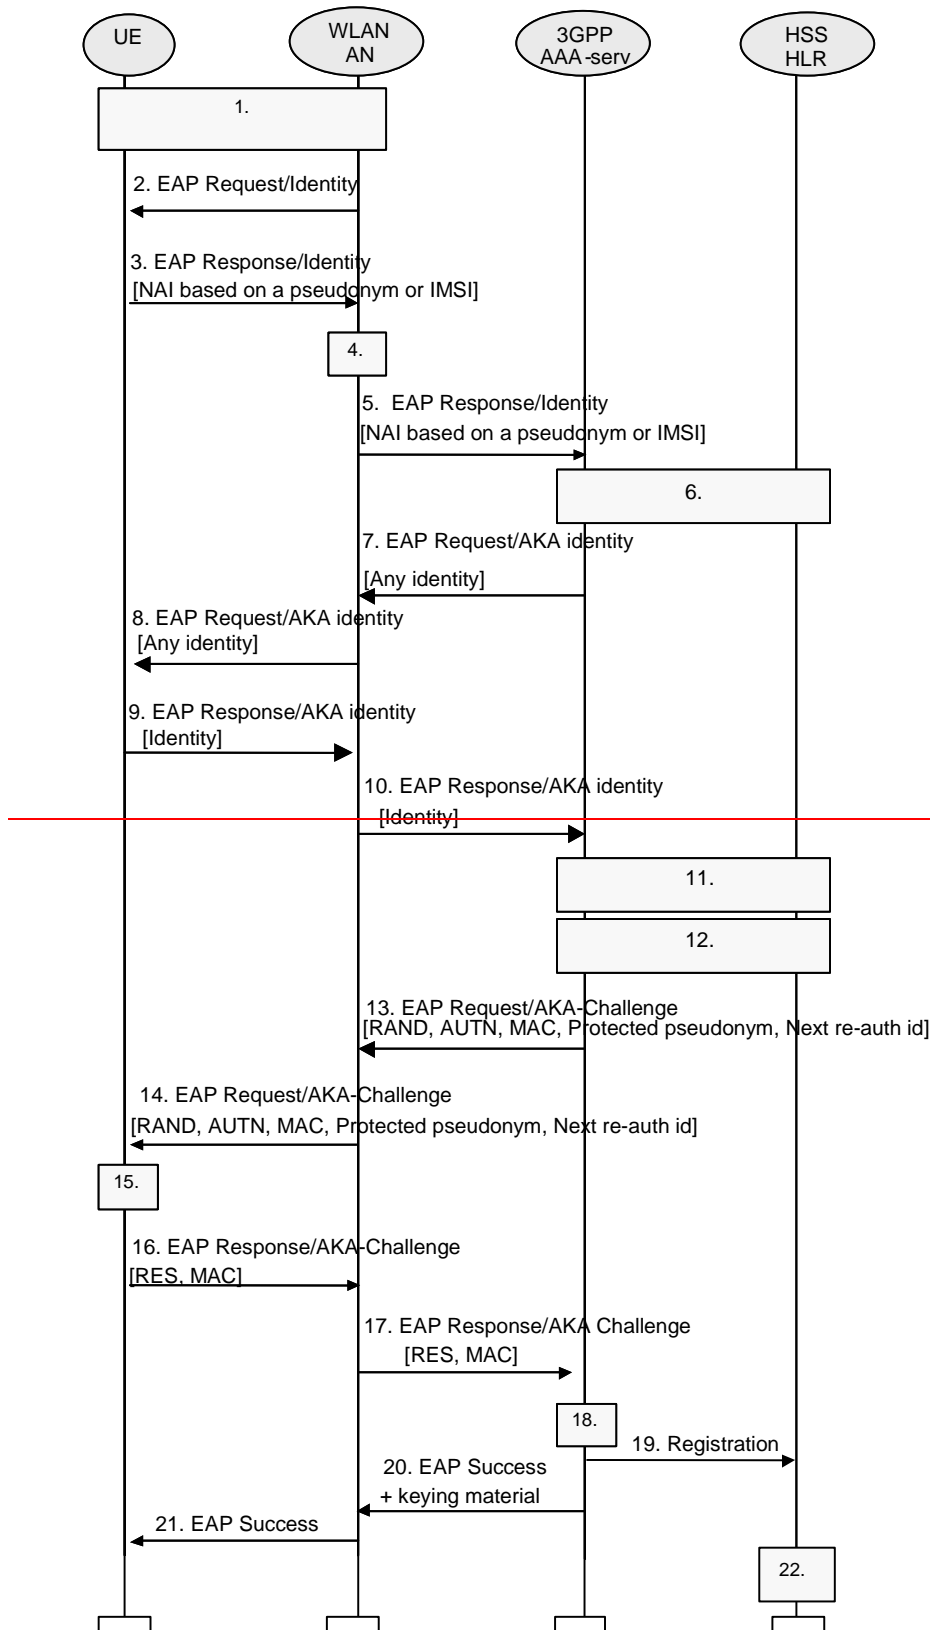 UE
WLAN
AN
3GPP
AAA-serv
HSS
HLR
1.
2. EAP Request/Identity
3. EAP Response/Identity
[NAI based on a pseudonym or IMSI]
4.
5. EAP Response/Identity
[NAI based on a pseudonym or IMSI]
6.
7. EAP Request/AKA identity
[Any identity]
8. EAP Request/AKA identity
[Any identity]
9. EAP Response/AKA identity
[Identity]
10. EAP Response/AKA identity
[Identity]
11.
12.
13. EAP Request/AKA-Challenge
[RAND, AUTN, MAC, Protected pseudonym, Next re-auth id]
14. EAP Request/AKA-Challenge
[RAND, AUTN, MAC, Protected pseudonym, Next re-auth id]
15.
16. EAP Response/AKA-Challenge
[RES, MAC]
17. EAP Response/AKA Challenge
[RES, MAC]
18.
19. Registration
20. EAP Success
+ keying material
21. EAP Success
22.